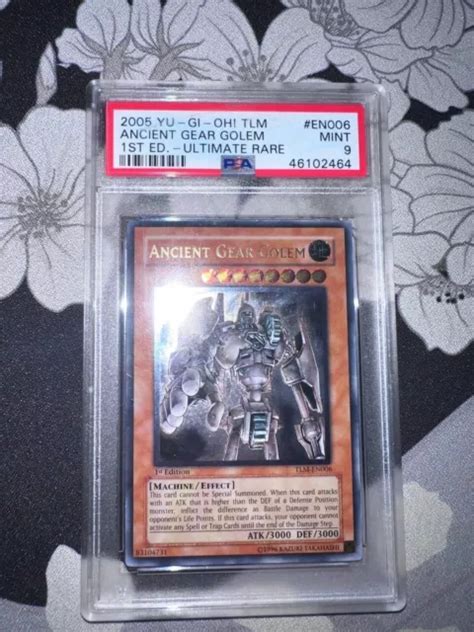 2005 YU-GI-OH! TLM #EN006
ANCIENT GEAR GOLEM MINT
1ST ED.-ULTIMATE RARE 9
PSA 46102464
ANCIENT GEAR GOLEM
1st Edition TLM-EN006
[MACHINE/EFFECT]
This card cannot be Special Summoned. When this card attacks
with an ATK that is higher than the DEF of a Defense Position
monster, inflict the difference as Battle Damage to your
opponent's Life Points. If this card attacks, your opponent cannot
activate any Spell or Trap Cards until the end of the Damage Step.
ATK/3000 DEF/3000
83104731 ©1996 KAZUKI TAKAHASHI